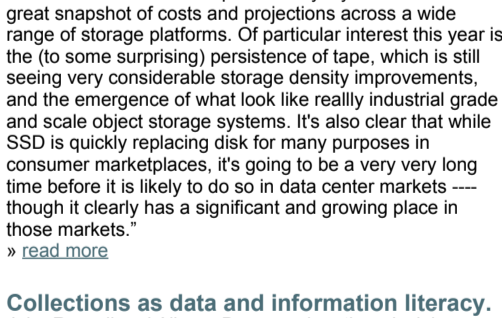 great snapshot of costs and projections across a wide
range of storage platforms. Of particular interest this year is
the (to some surprising) persistence of tape, which is still
seeing very considerable storage density improvements,
and the emergence of what look like reallly industrial grade
and scale object storage systems. It's also clear that while
SSD is quickly replacing disk for many purposes in
consumer marketplaces, it's going to be a very very long
time before it is likely to do so in data center markets ----
though it clearly has a significant and growing place in
those markets.”
» read more
Collections as data and information literacy.